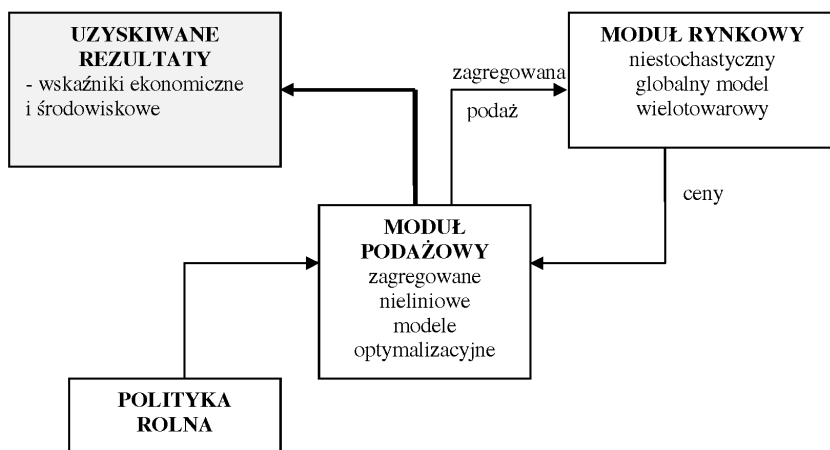 UZYSKIWANE
REZULTATY
- wskaźniki ekonomiczne
i środowiskowe
zagregowana
podaż
MODUŁ RYNKOWY
niestochastyczny
globalny model
wielotowarowy
ceny
MODUŁ
PODAŻOWY
zagregowane
nieliniowe
modele
optymalizacyjne
POLITYKA
ROLNA